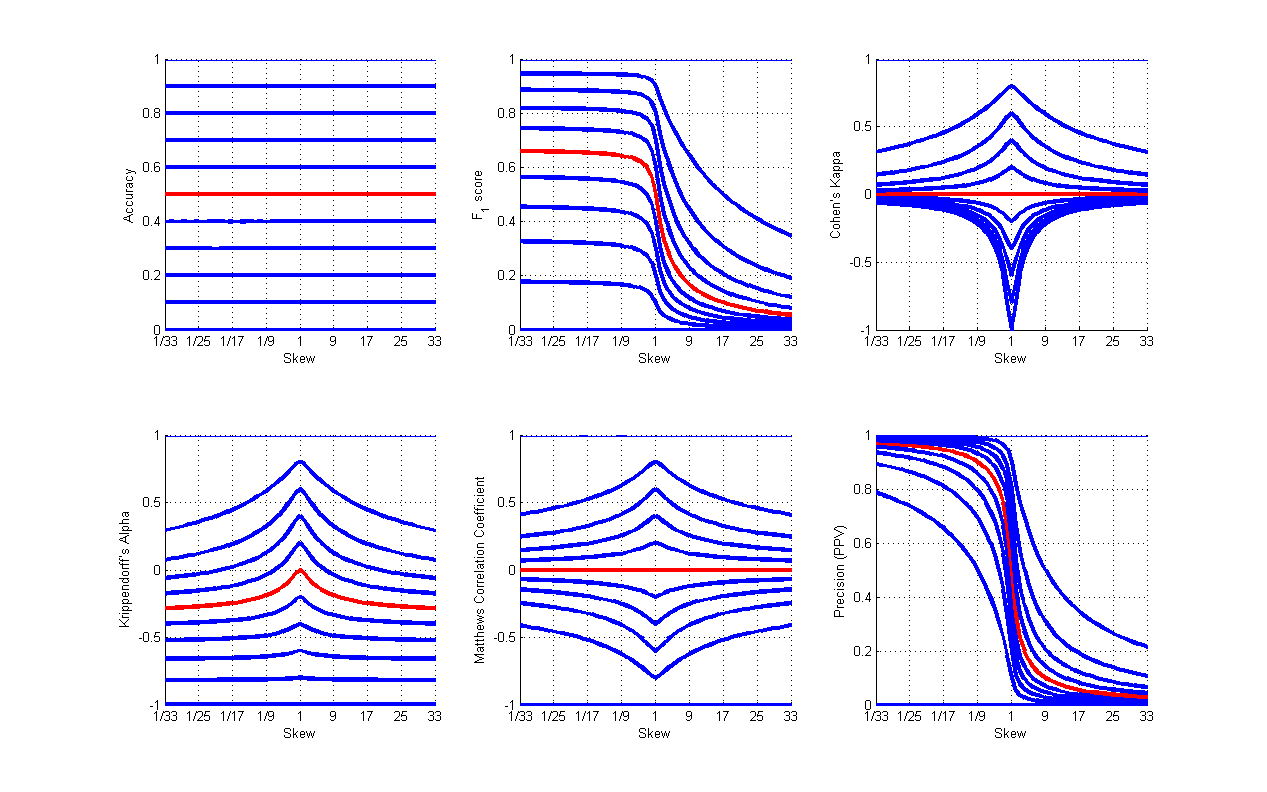 Accuracy
1
0.8
0.6
0.4
0.2
0
1/33 1/25 1/17 1/9 1 9 17 25 33
Skew
F1 score
1
0.8
0.6
0.4
0.2
0
1/33 1/25 1/17 1/9 1 9 17 25 33
Skew
Cohen's Kappa
1
0.5
0
-0.5
-1
1/33 1/25 1/17 1/9 1 9 17 25 33
Skew
Krippendorff's Alpha
1
0.5
0
-0.5
-1
1/33 1/25 1/17 1/9 1 9 17 25 33
Skew
Matthews Correlation Coefficient
1
0.5
0
-0.5
-1
1/33 1/25 1/17 1/9 1 9 17 25 33
Skew
Precision (PPV)
1
0.8
0.6
0.4
0.2
0
1/33 1/25 1/17 1/9 1 9 17 25 33
Skew